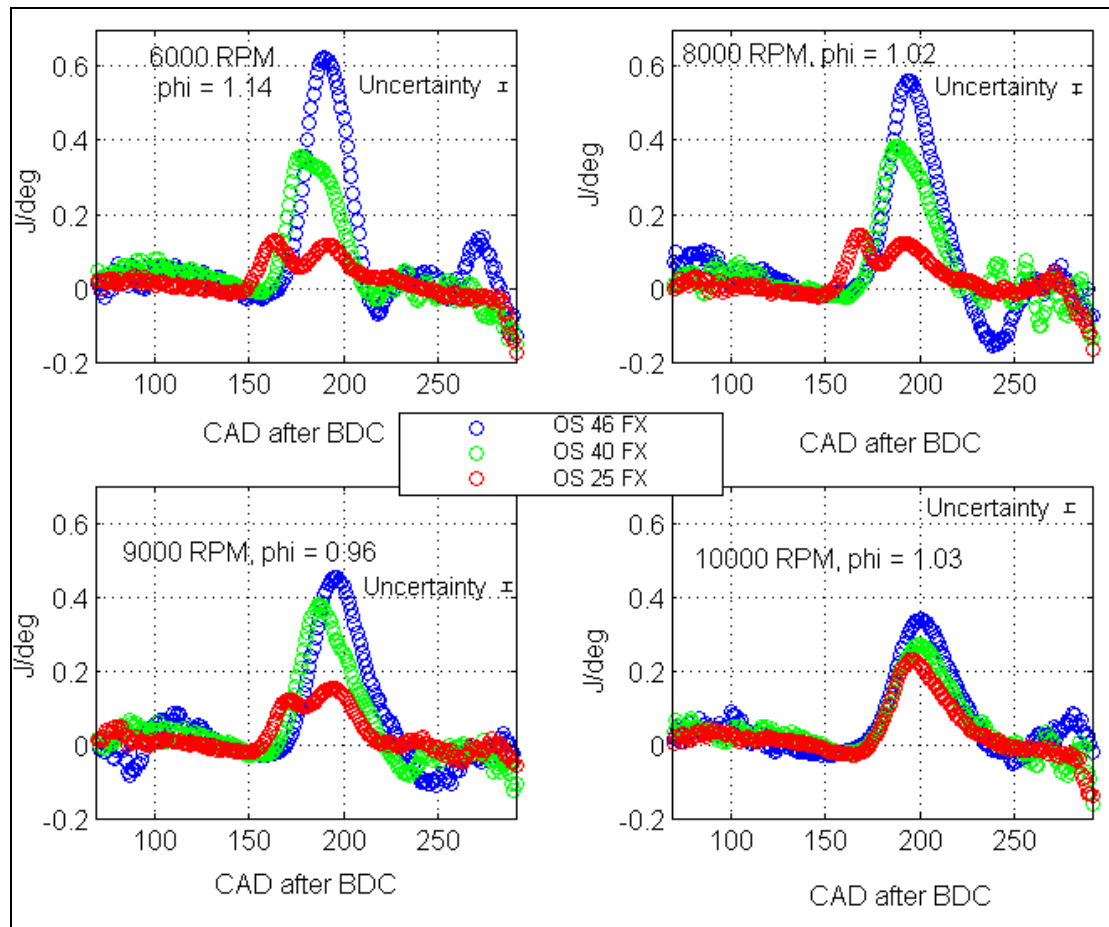 0.6
0.4
0.2
0
-0.2
J/deg
6000 RPM
phi = 1.14
Uncertainty
100
150
200
250
CAD after BDC
0.6
0.4
0.2
0
-0.2
J/deg
8000 RPM, phi = 1.02
Uncertainty
100
150
200
250
CAD after BDC
OS 46 FX
OS 40 FX
OS 25 FX
0.6
0.4
0.2
0
-0.2
J/deg
9000 RPM, phi = 0.96
Uncertainty
100
150
200
250
CAD after BDC
0.6
0.4
0.2
0
-0.2
J/deg
Uncertainty
10000 RPM, phi = 1.03
100
150
200
250
CAD after BDC